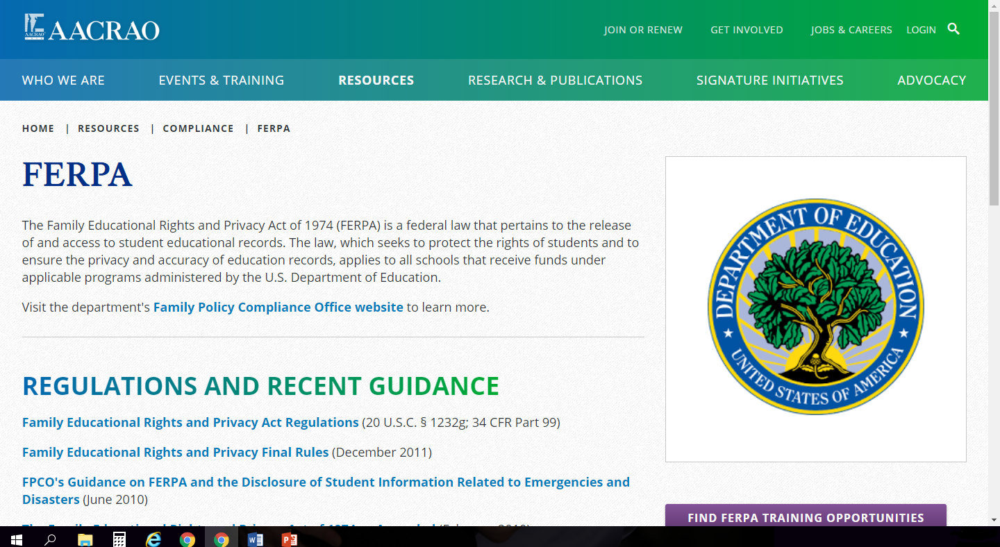 AACRAO
AACRAO
JOIN OR RENEW GET INVOLVED JOBS & CAREERS LOGIN
WHO WE ARE EVENTS & TRAINING RESOURCES RESEARCH & PUBLICATIONS SIGNATURE INITIATIVES ADVOCACY
HOME | RESOURCES | COMPLIANCE | FERPA
FERPA
The Family Educational Rights and Privacy Act of 1974 (FERPA) is a federal law that pertains to the release
of and access to student educational records. The law, which seeks to protect the rights of students and to
ensure the privacy and accuracy of education records, applies to all schools that receive funds under
applicable programs administered by the U.S. Department of Education.
Visit the department's Family Policy Compliance Office website to learn more.
REGULATIONS AND RECENT GUIDANCE
Family Educational Rights and Privacy Act Regulations (20 U.S.C. § 1232g; 34 CFR Part 99)
Family Educational Rights and Privacy Final Rules (December 2011)
FPCO's Guidance on FERPA and the Disclosure of Student Information Related to Emergencies and
Disasters (June 2010)
DEPARTMENT OF EDUCATION
UNITED STATES OF AMERICA
FIND FERPA TRAINING OPPORTUNITIES